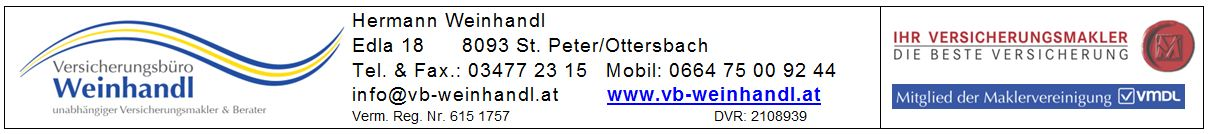 Versicherungsbüro
Weinhandl
unabhängiger Versicherungsmakler & Berater
Hermann Weinhandl
Edla 18 8093 St. Peter/Ottersbach
Tel. & Fax.: 03477 23 15 Mobil: 0664 75 00 92 44
info@vb-weinhandl.at www.vb-weinhandl.at
Verm. Reg. Nr. 615 1757 DVR: 2108939
IHR VERSICHERUNGSMAKLER
DIE BESTE VERSICHERUNG
Mitglied der Maklervereinigung VMDL